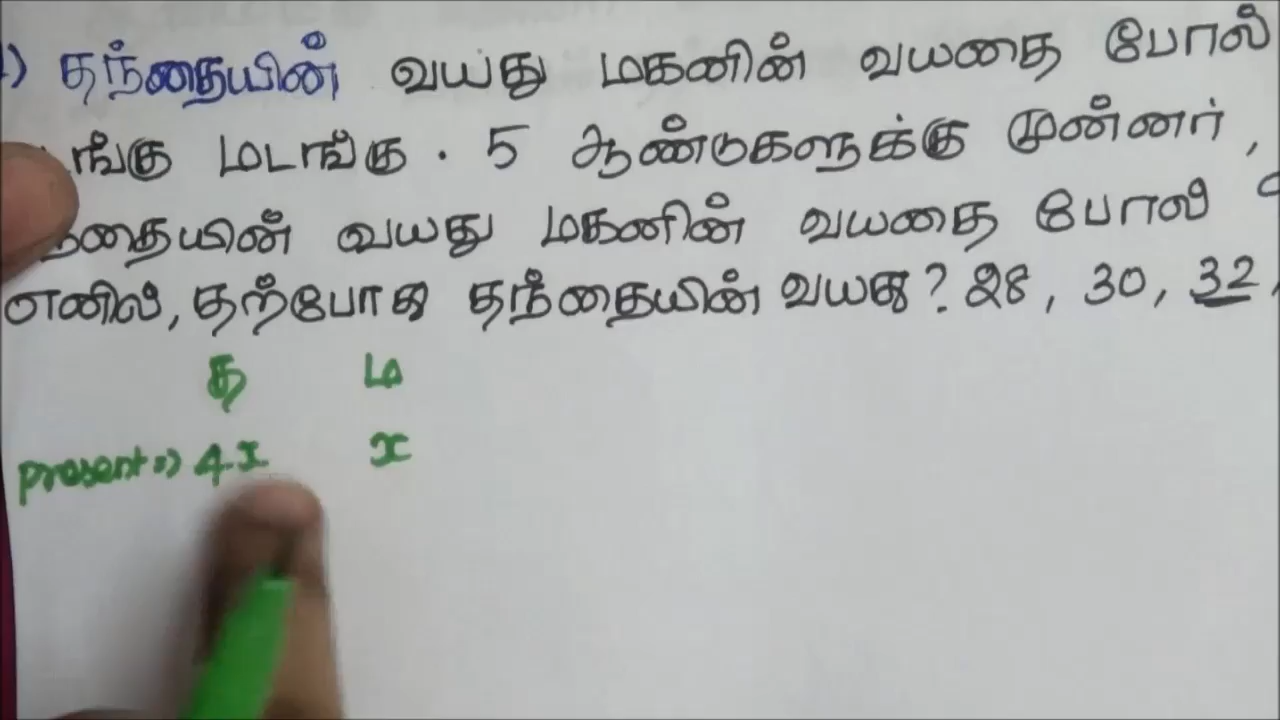 ) தந்தையின் வயது மகனின் வயதை போல்
ங்கு மடங்கு . 5 ஆண்டுகளுக்கு முன்னர் ,
ந்தையின் வயது மகனின் வயதை போல்
எனில், தற்போது தந்தையின் வயது ? 28 , 30 , 32 ,
த ம
present => 4x x